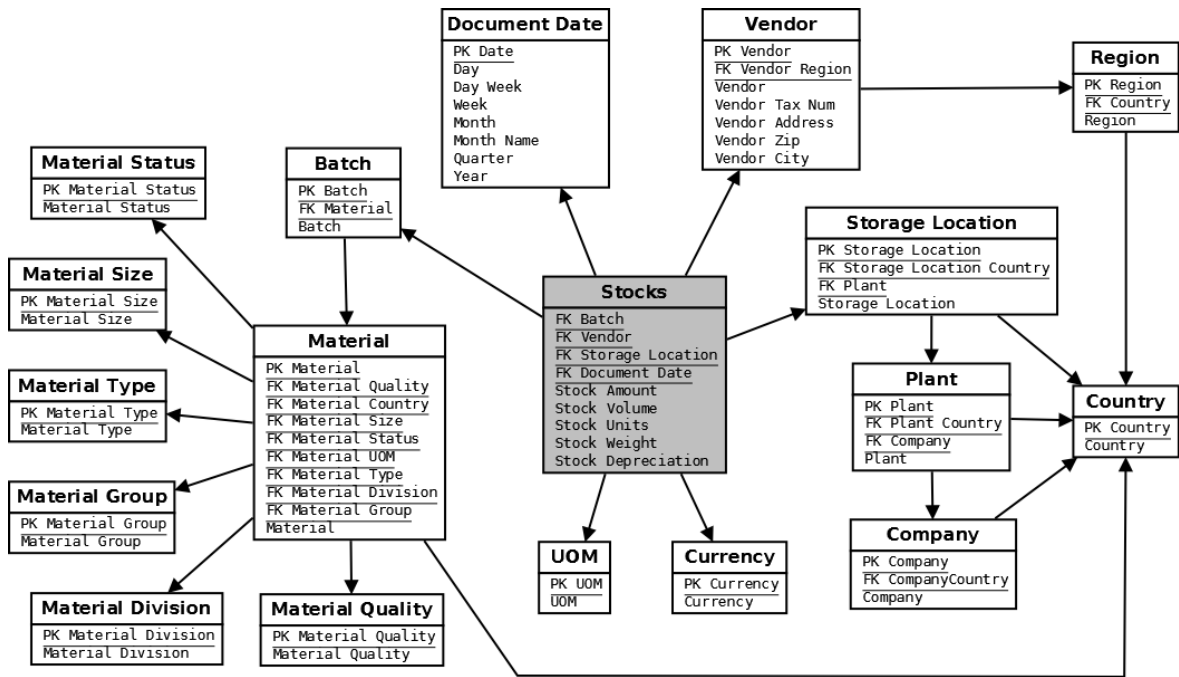 Document Date
PK Date
Day
Day Week
Week
Month
Month Name
Quarter
Year
Vendor
PK Vendor
FK Vendor Region
Vendor
Vendor Tax Num
Vendor Address
Vendor Zip
Vendor City
Region
PK Region
FK Country
Region
Material Status
PK Material Status
Material Status
Batch
PK Batch
FK Material
Batch
Storage Location
PK Storage Location
FK Storage Location Country
FK Plant
Storage Location
Material Size
PK Material Size
Material Size
Stocks
FK Batch
FK Vendor
FK Storage Location
FK Document Date
Stock Amount
Stock Volume
Stock Units
Stock Weight
Stock Depreciation
Material
PK Material
FK Material Quality
FK Material Country
FK Material Size
FK Material Status
FK Material UOM
FK Material Type
FK Material Division
FK Material Group
Material
Material Type
PK Material Type
Material Type
Plant
PK Plant
FK Plant Country
FK Company
Plant
Country
PK Country
Country
Material Group
PK Material Group
Material Group
UOM
PK UOM
UOM
Currency
PK Currency
Currency
Company
PK Company
FK CompanyCountry
Company
Material Division
PK Material Division
Material Division
Material Quality
PK Material Quality
Material Quality